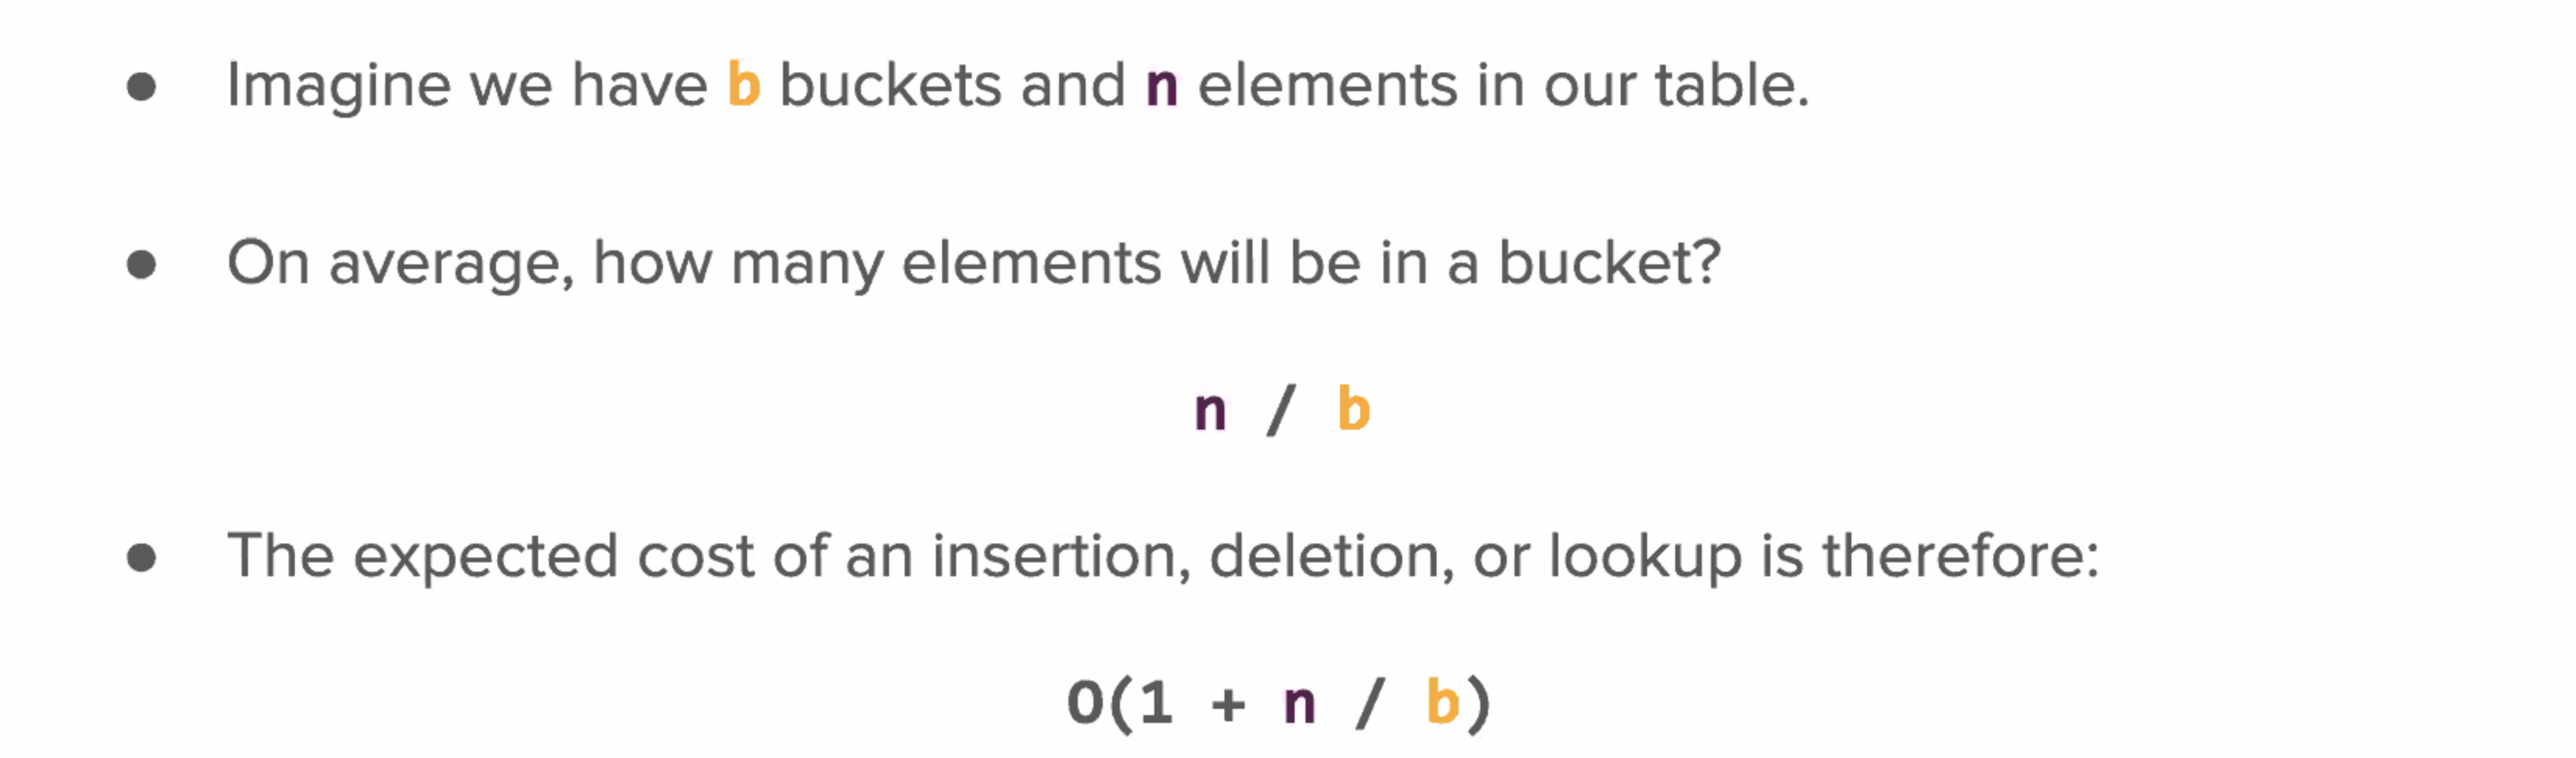 ● Imagine we have b buckets and n elements in our table.
● On average, how many elements will be in a bucket?
n / b
● The expected cost of an insertion, deletion, or lookup is therefore:
O(1 + n / b)